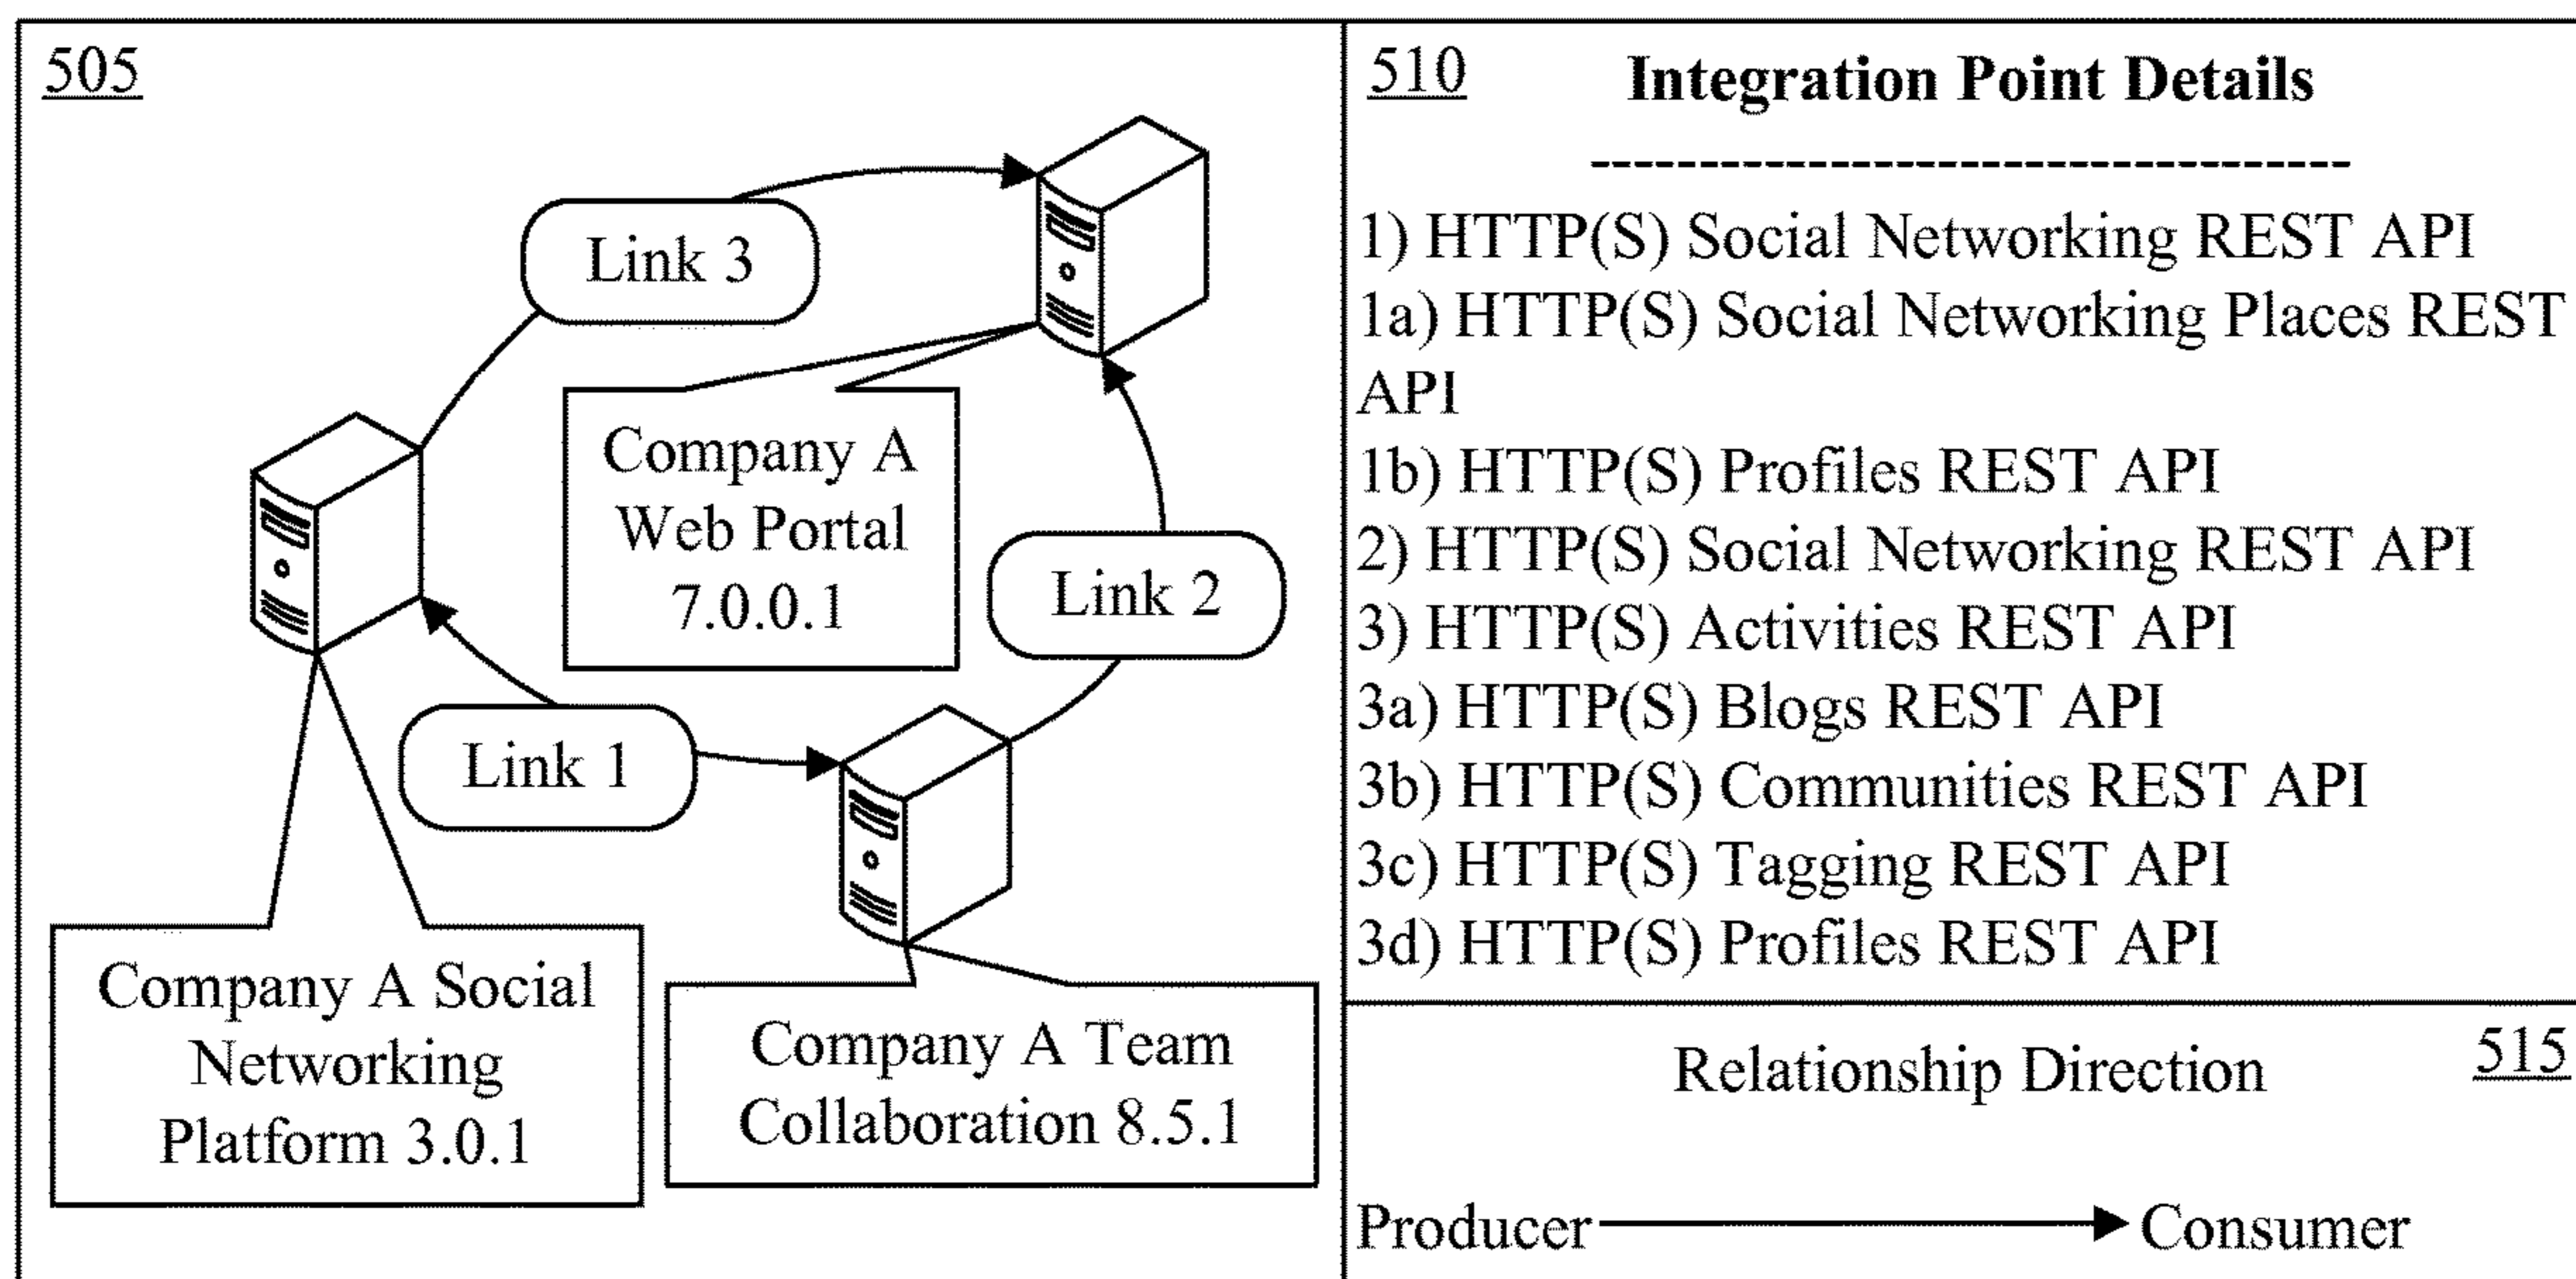 505
Link 3
Company A
Web Portal
7.0.0.1
Link 2
Link 1
Company A Social
Networking
Platform 3.0.1
Company A Team
Collaboration 8.5.1
510
Integration Point Details
--------------------------------
1) HTTP(S) Social Networking REST API
1a) HTTP(S) Social Networking Places REST
API
1b) HTTP(S) Profiles REST API
2) HTTP(S) Social Networking REST API
3) HTTP(S) Activities REST API
3a) HTTP(S) Blogs REST API
3b) HTTP(S) Communities REST API
3c) HTTP(S) Tagging REST API
3d) HTTP(S) Profiles REST API
Relationship Direction
515
Producer
Consumer